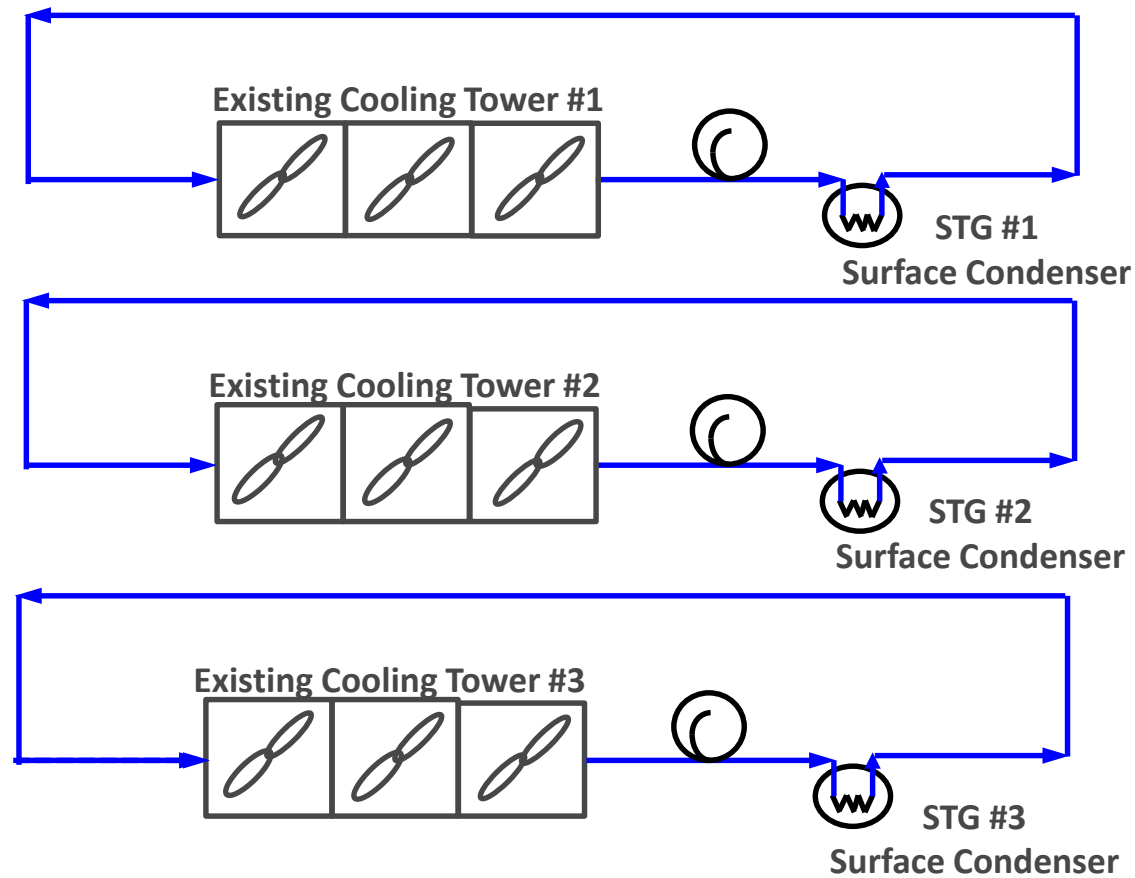 Existing Cooling Tower #1
STG #1
Surface Condenser
Existing Cooling Tower #2
STG #2
Surface Condenser
Existing Cooling Tower #3
STG #3
Surface Condenser